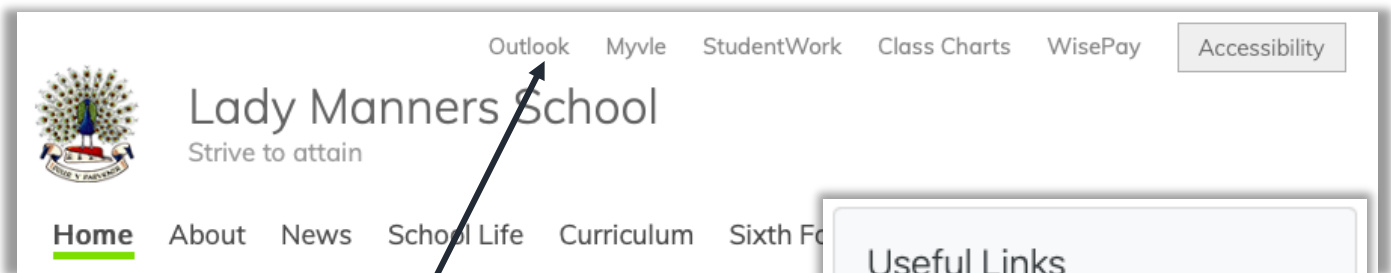 Outlook Myvle StudentWork Class Charts WisePay Accessibility
Lady Manners School
Strive to attain
Home About News School Life Curriculum Sixth Fo
Useful Links